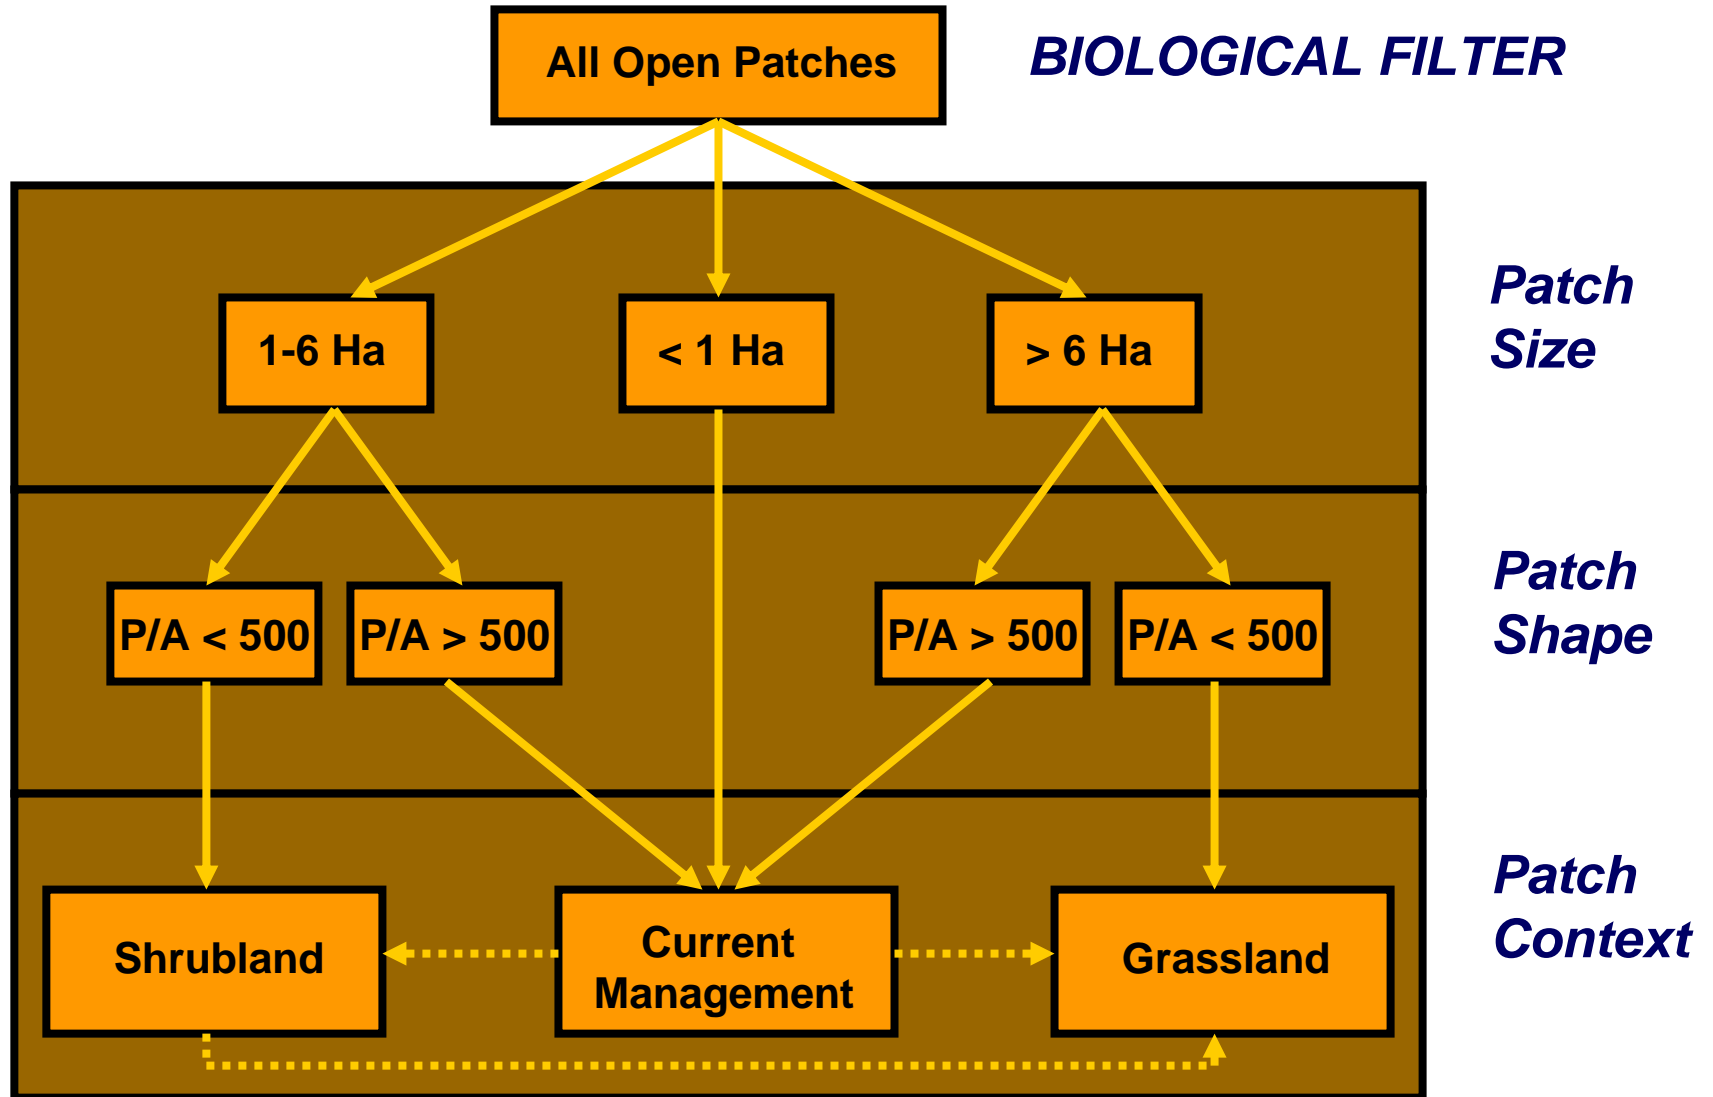 All Open Patches
BIOLOGICAL FILTER
1-6 Ha
< 1 Ha
> 6 Ha
Patch
Size
P/A < 500
P/A > 500
P/A > 500
P/A < 500
Patch
Shape
Shrubland
Current
Management
Grassland
Patch
Context